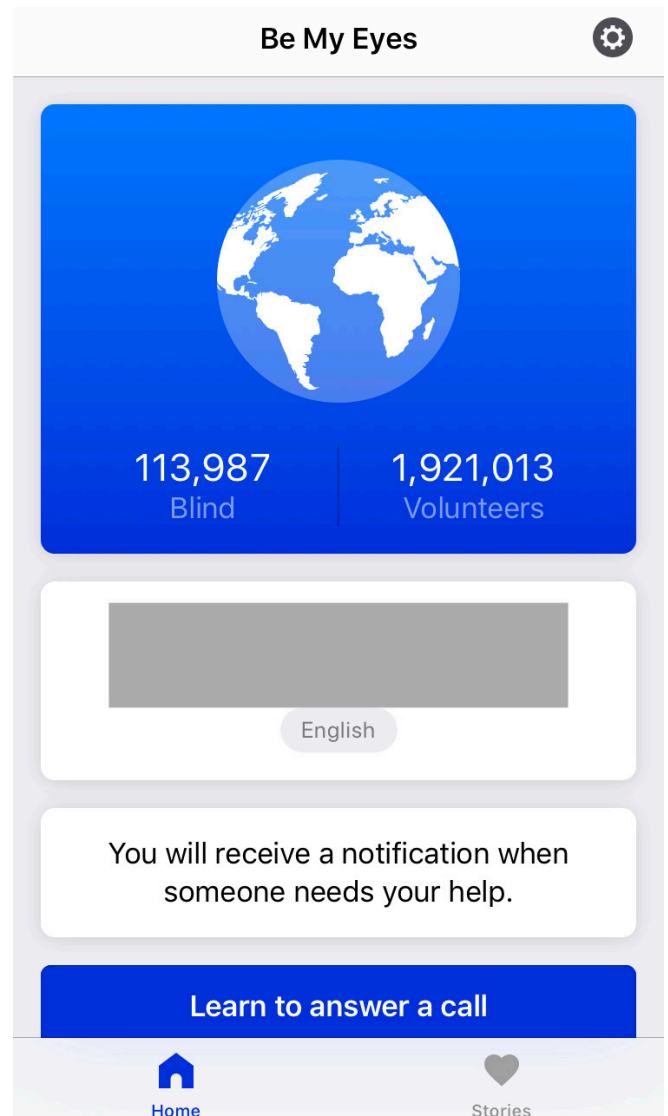 Be My Eyes
113,987
Blind
1,921,013
Volunteers
English
You will receive a notification when
someone needs your help.
Learn to answer a call
Home
Stories